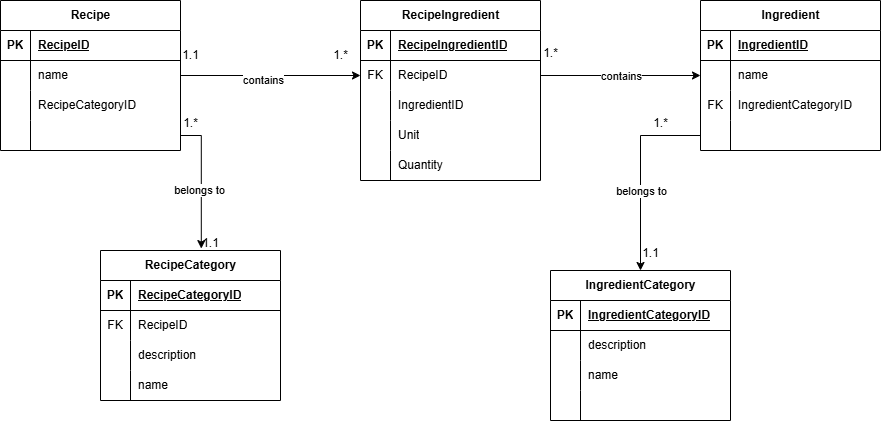 Recipe
PK RecipeID
name
RecipeCategoryID
1.1
contains
1.*
RecipeIngredient
PK RecipeIngredientID
FK RecipeID
IngredientID
Unit
Quantity
1.*
contains
Ingredient
PK IngredientID
name
FK IngredientCategoryID
1.*
belongs to
1.1
RecipeCategory
PK RecipeCategoryID
FK RecipeID
description
name
1.*
belongs to
1.1
IngredientCategory
PK IngredientCategoryID
description
name